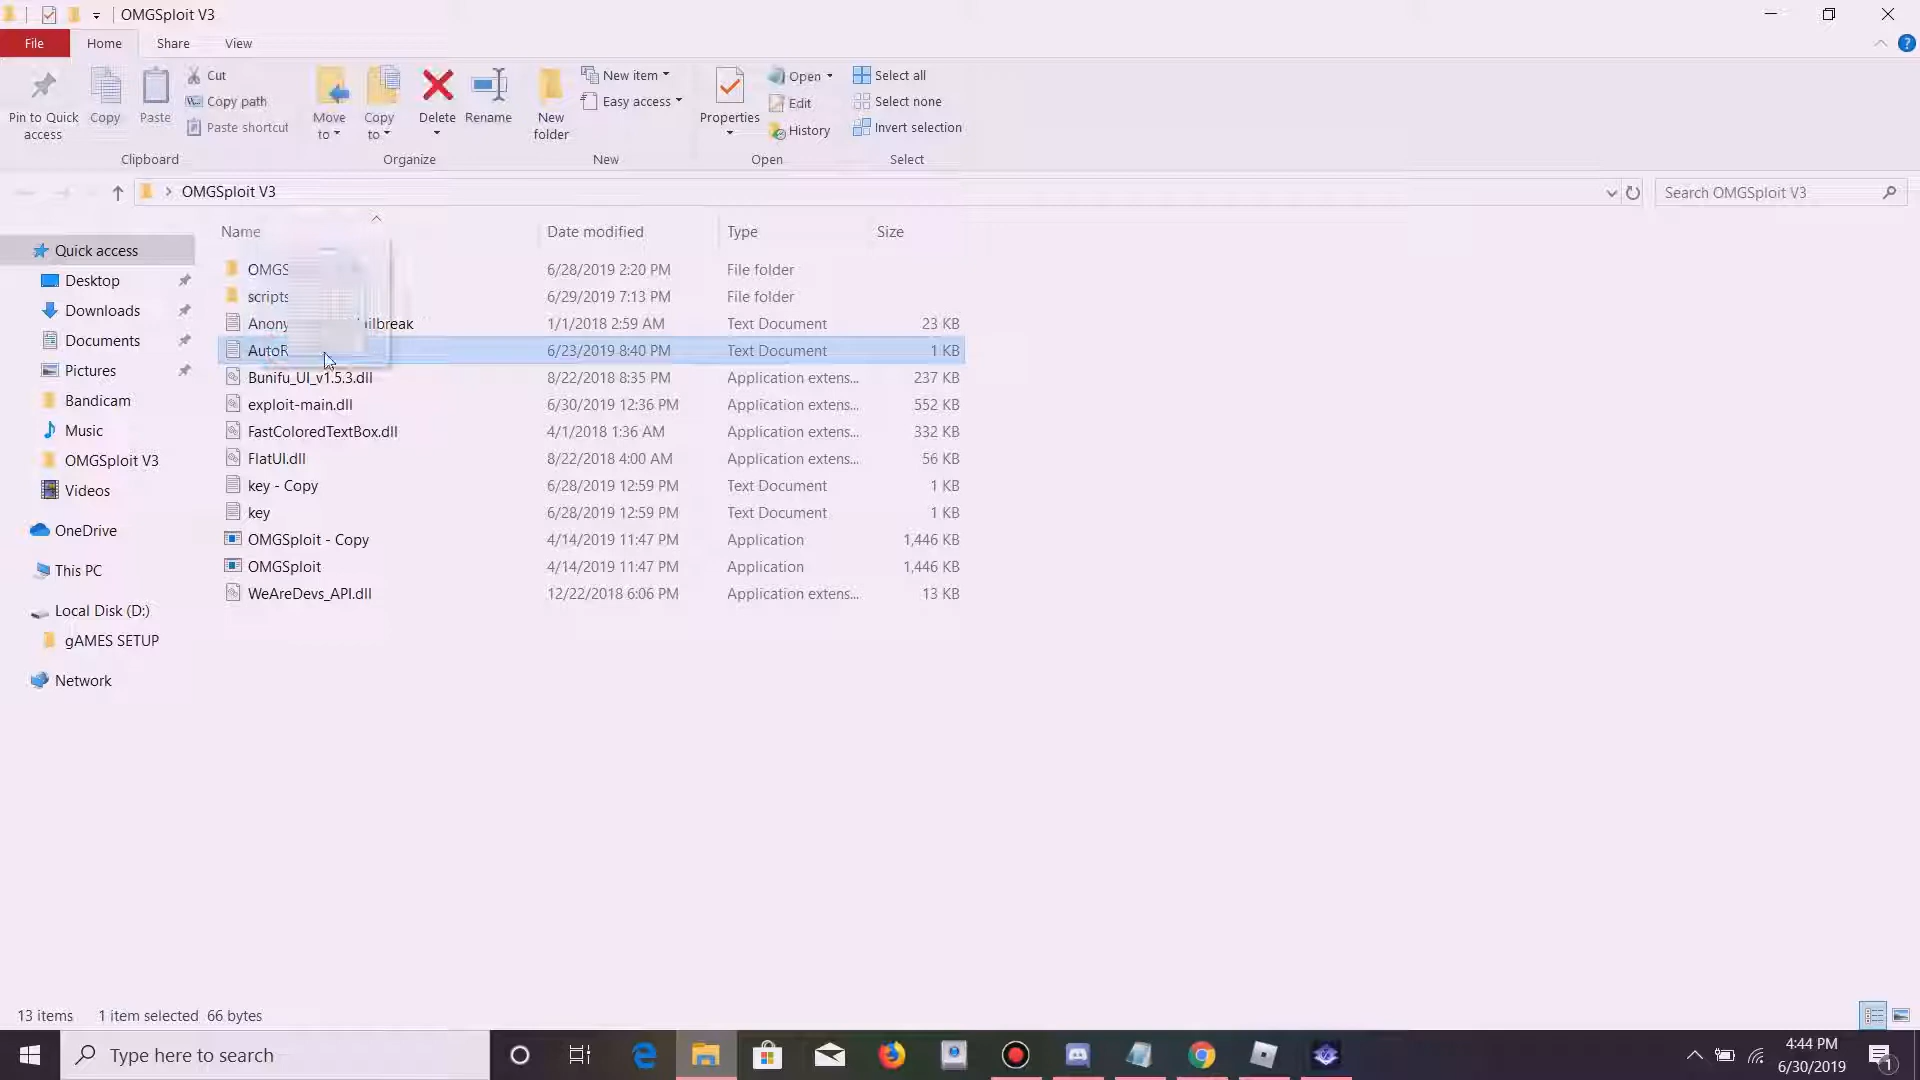 OMGSploit V3
File Home Share View
Pin to Quick access
Copy
Paste
Cut
Copy path
Paste shortcut
Clipboard
Move to
Copy to
Delete
Rename
Organize
New folder
New item
Easy access
New
Properties
Open
Edit
History
Open
Select all
Select none
Invert selection
Select
OMGSploit V3
Search OMGSploit V3
Name Date modified Type Size
Quick access
Desktop
Downloads
Documents
Pictures
Bandicam
Music
OMGSploit V3
Videos
OneDrive
This PC
Local Disk (D:)
gAMES SETUP
Network
OMGS 6/28/2019 2:20 PM File folder
scripts 6/29/2019 7:13 PM File folder
Anony ilbreak 1/1/2018 2:59 AM Text Document 23 KB
AutoR 6/23/2019 8:40 PM Text Document 1 KB
Bunifu_UI_v1.5.3.dll 8/22/2018 8:35 PM Application extens... 237 KB
exploit-main.dll 6/30/2019 12:36 PM Application extens... 552 KB
FastColoredTextBox.dll 4/1/2018 1:36 AM Application extens... 332 KB
FlatUI.dll 8/22/2018 4:00 AM Application extens... 56 KB
key - Copy 6/28/2019 12:59 PM Text Document 1 KB
key 6/28/2019 12:59 PM Text Document 1 KB
OMGSploit - Copy 4/14/2019 11:47 PM Application 1,446 KB
OMGSploit 4/14/2019 11:47 PM Application 1,446 KB
WeAreDevs_API.dll 12/22/2018 6:06 PM Application extens... 13 KB
13 items 1 item selected 66 bytes
Type here to search
4:44 PM
6/30/2019
1